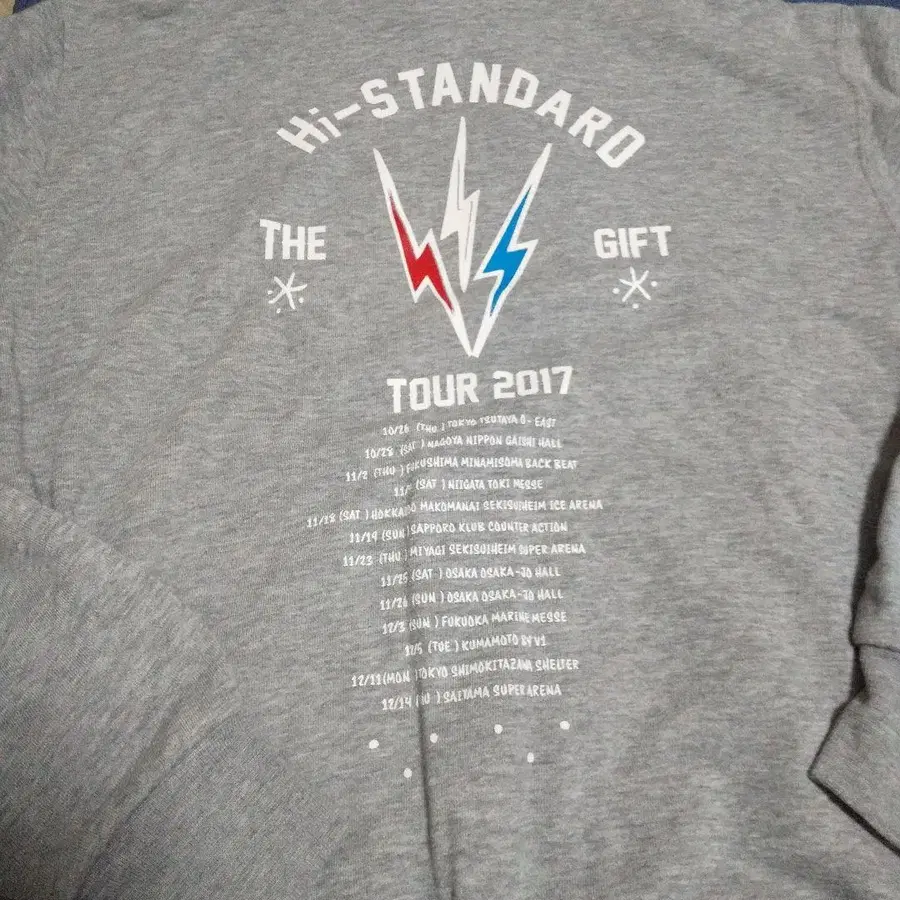 Hi-STANDARD
THE GIFT
TOUR 2017
10/26 (THU ) TOKYO TSUTAYA O- EAST
10/28 (SAT ) NAGOYA NIPPON GAISHI HALL
11/2 (THU ) FUKUSHIMA MINAMISOMA BACK BEAT
11/ (SAT ) NIIGATA TOKI MESSE
11/18 (SAT ) HOKKAIDO MAKOMANAI SEKISUIHEIM ICE ARENA
11/19 (SUN ) SAPPORO KLUB COUNTER ACTION
11/23 (THU ) MIYAGI SEKISUIHEIM SUPER ARENA
11/25 (SAT ) OSAKA OSAKA-JO HALL
11/26 (SUN ) OSAKA OSAKA-JO HALL
12/3 (SUN ) FUKUOKA MARINE MESSE
12/5 (TUE ) KUMAMOTO B9 V1
12/11 (MON ) TOKYO SHIMOKITAZAWA SHELTER
12/14 ( ) SAITAMA SUPER ARENA